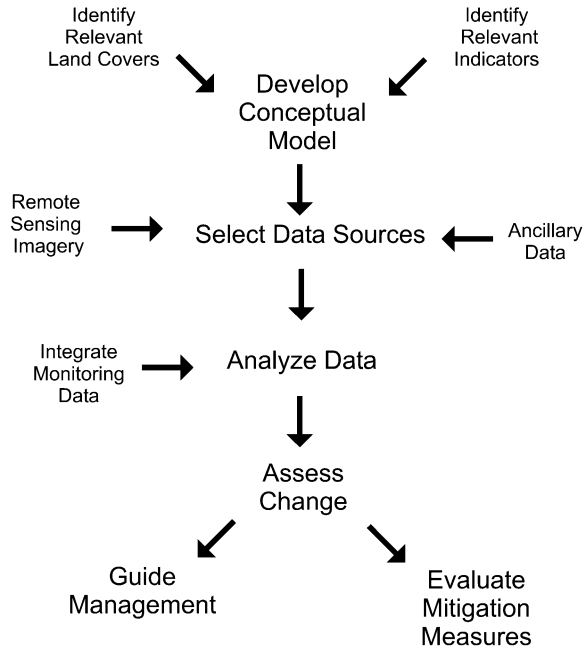 Identify
Relevant
Land Covers
Identify
Relevant
Indicators
Develop
Conceptual
Model
Remote
Sensing
Imagery
Select Data Sources
Ancillary
Data
Integrate
Monitoring
Data
Analyze Data
Assess
Change
Guide
Management
Evaluate
Mitigation
Measures